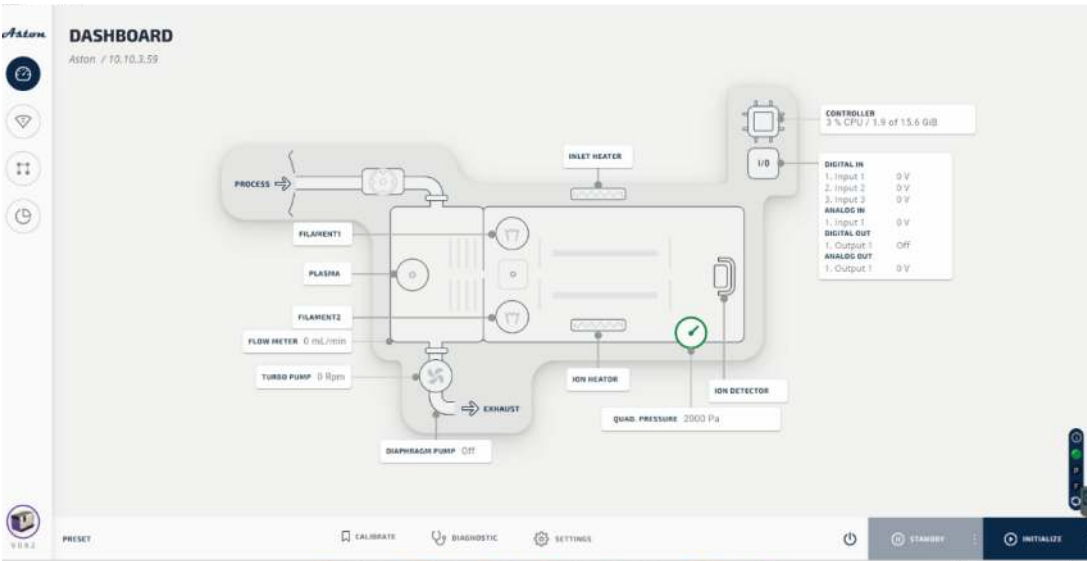 Aston
DASHBOARD
Aston / 10.10.3.59
CONTROLLER
3 % CPU / 1.9 of 15.6 GiB
I/O
DIGITAL IN
1. Input 1 0 V
2. Input 2 0 V
3. Input 3 0 V
ANALOG IN
1. Input 1 0 V
DIGITAL OUT
1. Output 1 Off
ANALOG OUT
1. Output 1 0 V
INLET HEATER
PROCESS
FILAMENT1
PLASMA
FILAMENT2
FLOW METER 0 mL/min
TURBO PUMP 0 Rpm
ION HEATOR
ION DETECTOR
EXHAUST
QUAD. PRESSURE 2000 Pa
DIAPHRAGM PUMP Off
PRESET
CALIBRATE
DIAGNOSTIC
SETTINGS
STANDBY
INITIALIZE